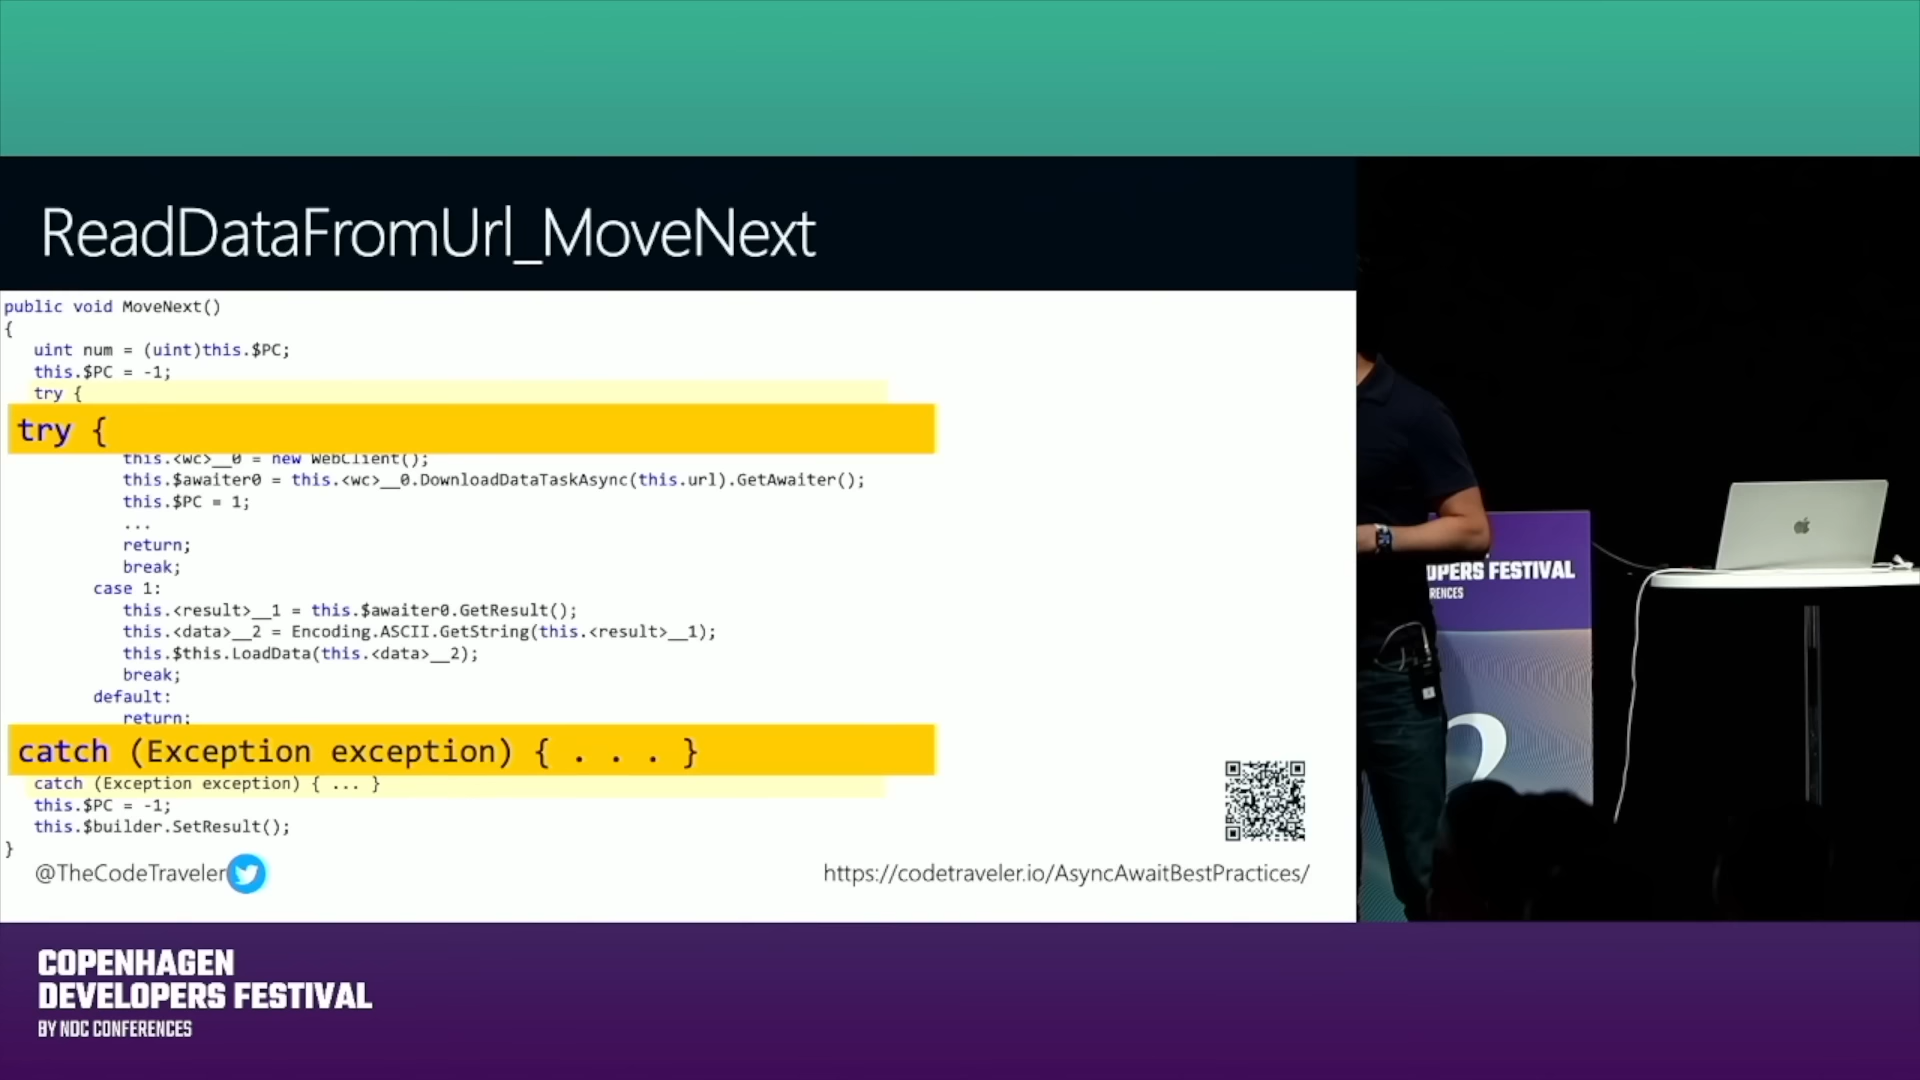 ReadDataFromUrl_MoveNext
public void MoveNext()
{
uint num = (uint)this.$PC;
this.$PC = -1;
try {
try {
this.<wc>__0 = new WebClient();
this.$awaiter0 = this.<wc>__0.DownloadDataTaskAsync(this.url).GetAwaiter();
this.$PC = 1;
...
return;
break;
case 1:
this.<result>__1 = this.$awaiter0.GetResult();
this.<data>__2 = Encoding.ASCII.GetString(this.<result>__1);
this.$this.LoadData(this.<data>__2);
break;
default:
return;
catch (Exception exception) { . . . }
catch (Exception exception) { ... }
this.$PC = -1;
this.$builder.SetResult();
}
@TheCodeTraveler
https://codetraveler.io/AsyncAwaitBestPractices/
OPERS FESTIVAL
RENCES
COPENHAGEN
DEVELOPERS FESTIVAL
BY NDC CONFERENCES